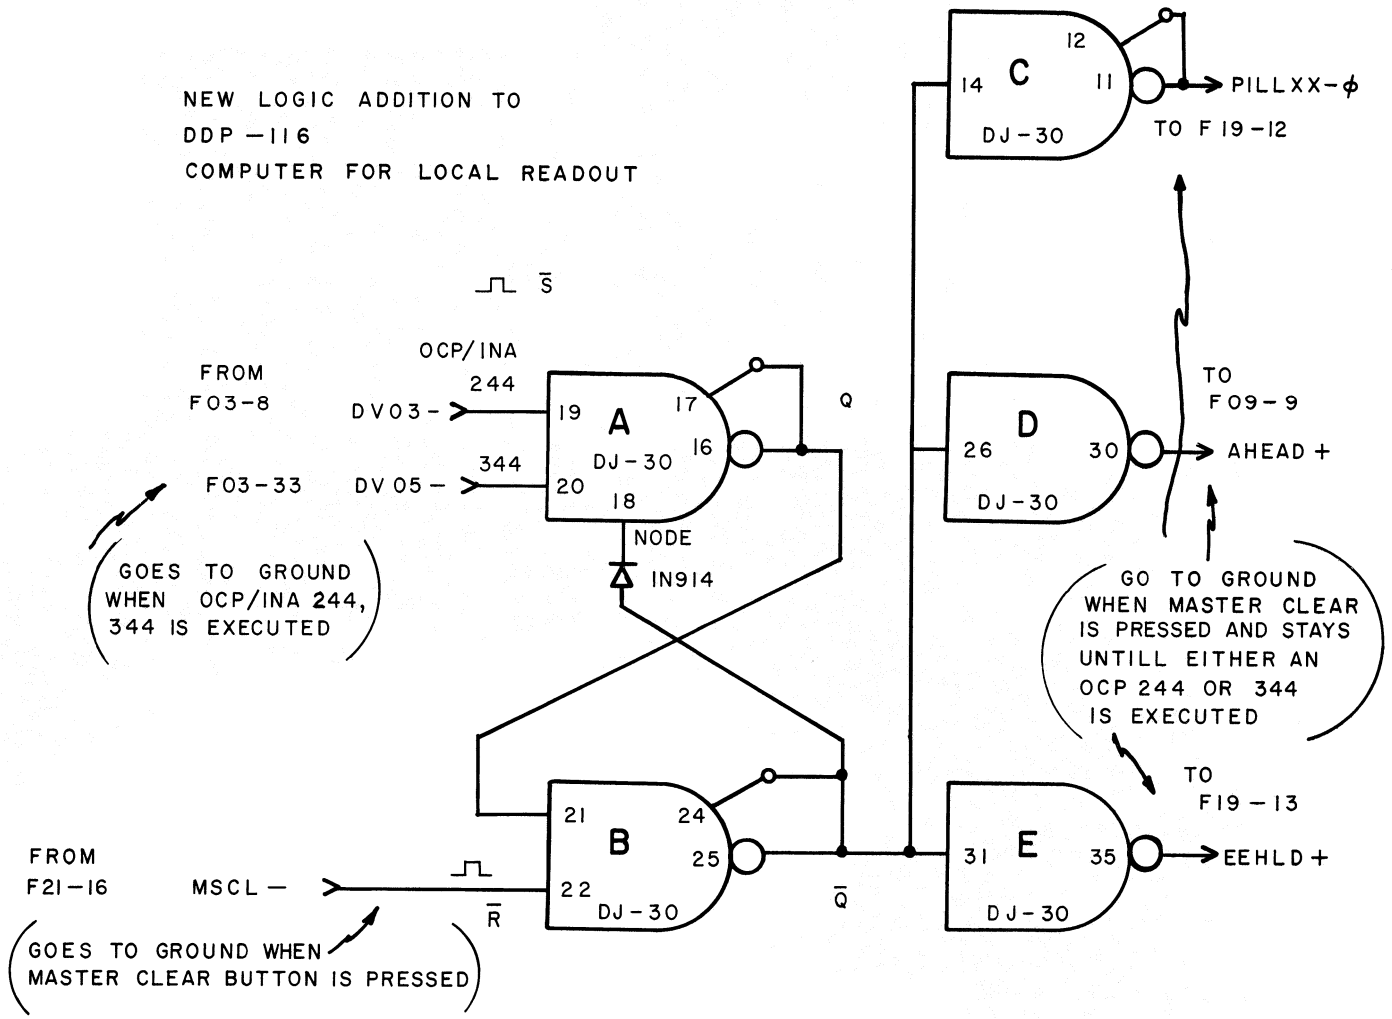 NEW LOGIC ADDITION TO
DDP-116
COMPUTER FOR LOCAL READOUT
12
C
14
11
DJ-30
PILLXX-ϕ
TO F19-12
S̅
OCP/INA
244
FROM
F03-8
DV03-
19
17
A
16
DJ-30
Q
344
F03-33
DV05-
20
18
NODE
IN914
GOES TO GROUND
WHEN OCP/INA 244,
344 IS EXECUTED
TO
F09-9
D
26
30
AHEAD+
DJ-30
GO TO GROUND
WHEN MASTER CLEAR
IS PRESSED AND STAYS
UNTILL EITHER AN
OCP 244 OR 344
IS EXECUTED
TO
F19-13
21
24
B
25
22
DJ-30
Q̅
E
31
35
EEHLD+
DJ-30
FROM
F21-16
MSCL-
R̅
GOES TO GROUND WHEN
MASTER CLEAR BUTTON IS PRESSED